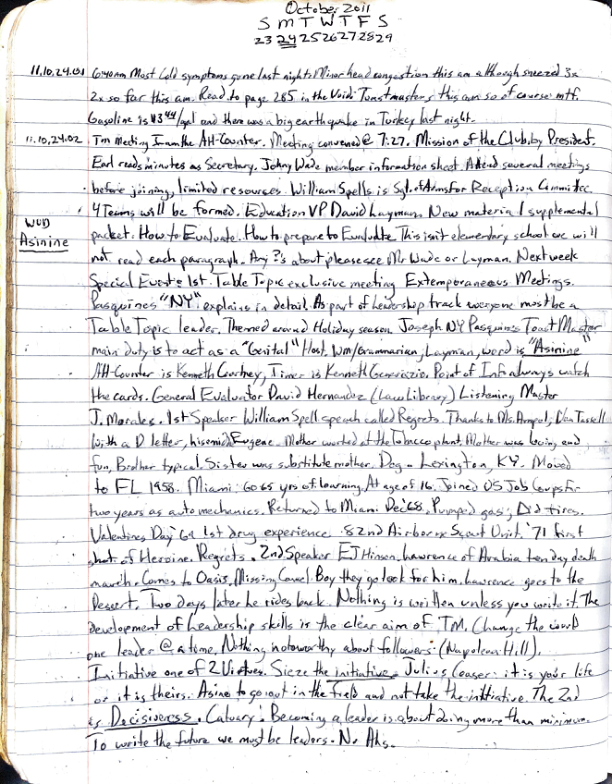 October 2011
S M T W T F S
23 24 25 26 27 28 29
11.10.24.01 6:40am Most Cold symptoms gone last night. Minor head congestion this am although sneezed 3x
2x so far this am. Read to page 285 in the Void. Toastmasters this am so of course mtf.
Gasoline is $3.44/gal and there was a big earthquake in Turkey last night.
11.10.24.02 Tm Meeting I am the AH-Counter. Meeting convened @ 7:27. Mission of the Club by President.
Earl reads minutes as Secretary. Johny Wade member information sheet. Attend several meetings
before joining, limited resources. William Spells is Sgt. of Arms for Reception Committee.
4 Teams will be formed. Education VP David Layman. New material supplemental
WOD packet. How to Evaluate. How to prepare to Evaluate. This isn't elementary school we will
Asinine not read each paragraph. Any ?'s about please see Mr Wade or Layman. Next week
Special Event 1st. Table Topic exclusive meeting Extemporaneous Meetings.
Pasquines "NY" explains in detail. As part of leadership track everyone must be a
Table Topic leader. Themed around Holiday season. Joseph NY Pasquines Toast Master
main duty is to act as a "Genital" Host. Wm/Grammarian, Layman, word is "Asinine"
AH-Counter is Kenneth Courtney, Timer is Kenneth . Point of Info always watch
the cards. General Evaluator David Hernandez (Law Library) Listening Master
J. Morales. 1st Speaker William Spell speech called Regrets. Thanks to Ms. , Van Tassell
with a D letter, Eugene. Mother worked at the Tobacco plant, Mother was loving and
fun, Brother typical. Sister was substitute mother. Dog - Lexington, KY. Moved
to FL 1958. Miami. 60 65 yrs of learning. At age of 16. Joined US Job Corps for
two years as auto mechanics. Returned to Miami Dec '68. Pumped gas; Did tires.
Valentines Day 1st drug experience. 82nd Airborne Scout Unit. '71 first
shot of Heroine. Regrets. 2nd Speaker EJ Hinson. Lawrence of Arabia ten day death
march. Comes to Oasis, Missing Camel. Boy they go look for him. Lawrence goes to the
Dessert. Two Days later he rides back. Nothing is written unless you write it. The
Development of Leadership skills is the clear aim of TM. Change the world
one leader @ a time. Nothing noteworthy about followers (Napoleon Hill).
Initiative one of 2 Virtues. Sieze the initiative. Julius Ceaser: it is your life
or it is theirs. Asine to go out in the field and not take the initiative. The 2nd
is Decisiveness. Calvary: Becoming a leader is about doing more than minimum.
To write the future we must be leaders. No Ahs.